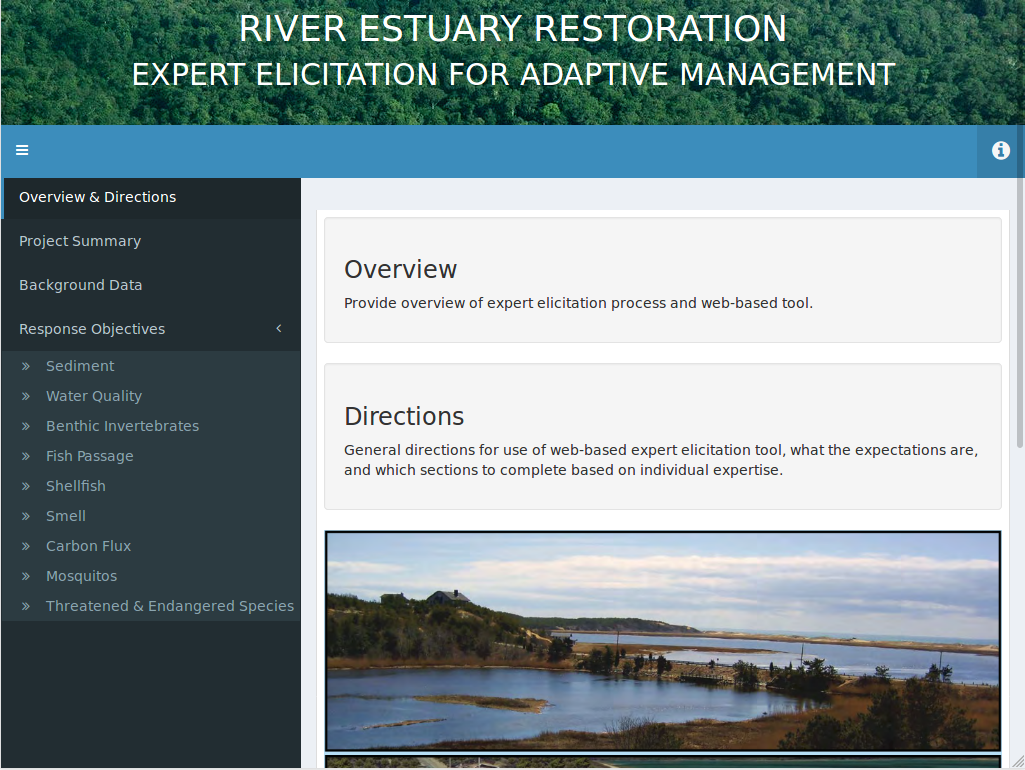 RIVER ESTUARY RESTORATION
EXPERT ELICITATION FOR ADAPTIVE MANAGEMENT
Overview & Directions
Project Summary
Background Data
Response Objectives
Sediment
Water Quality
Benthic Invertebrates
Fish Passage
Shellfish
Smell
Carbon Flux
Mosquitos
Threatened & Endangered Species
Overview
Provide overview of expert elicitation process and web-based tool.
Directions
General directions for use of web-based expert elicitation tool, what the expectations are,
and which sections to complete based on individual expertise.